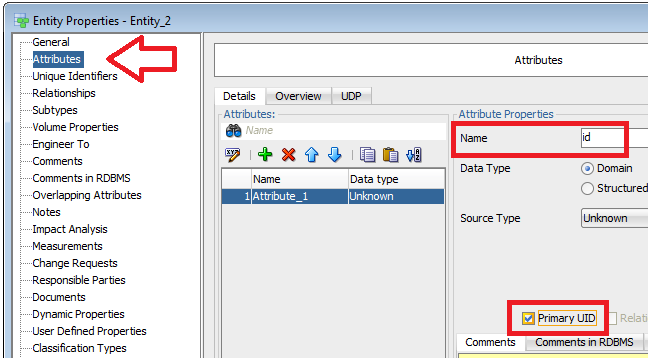 Entity Properties - Entity_2
General
Attributes
Unique Identifiers
Relationships
Subtypes
Volume Properties
Engineer To
Comments
Comments in RDBMS
Overlapping Attributes
Notes
Impact Analysis
Measurements
Change Requests
Responsible Parties
Documents
Dynamic Properties
User Defined Properties
Classification Types
Attributes
Details Overview UDP
Attributes:
Name
Name Data type
1 Attribute_1 Unknown
Attribute Properties
Name id
Data Type Domain
Structured
Source Type Unknown
Primary UID
Comments Comments in RDBMS